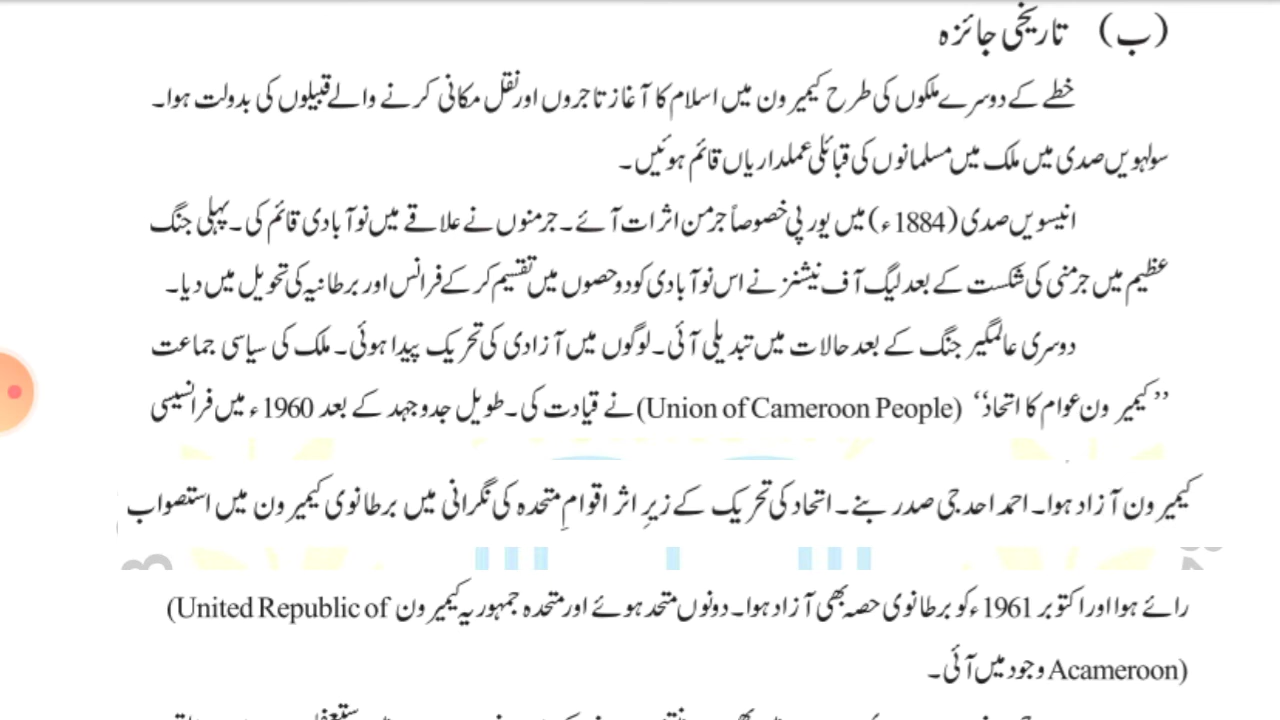 (ب) تاریخی جائزہ
خطے کے دوسرے ملکوں کی طرح کیمیرون میں اسلام کا آغاز تاجروں اور نقل مکانی کرنے والے قبیلوں کی بدولت ہوا۔
سولہویں صدی میں ملک میں مسلمانوں کی قبائلی عملداریاں قائم ہوئیں۔
انیسویں صدی (1884ء) میں یورپی خصوصاً جرمن اثرات آئے۔ جرمنوں نے علاقے میں نوآبادی قائم کی۔ پہلی جنگ
عظیم میں جرمنی کی شکست کے بعد لیگ آف نیشنز نے اس نوآبادی کو دو حصوں میں تقسیم کر کے فرانس اور برطانیہ کی تحویل میں دیا۔
دوسری عالمگیر جنگ کے بعد حالات میں تبدیلی آئی۔ لوگوں میں آزادی کی تحریک پیدا ہوئی۔ ملک کی سیاسی جماعت
”کیمیرون عوام کا اتحاد“ (Union of Cameroon People) نے قیادت کی۔ طویل جدوجہد کے بعد 1960ء میں فرانسیسی
کیمیرون آزاد ہوا۔ احمد احدجی صدر بنے۔ اتحاد کی تحریک کے زیرِ اثر اقوامِ متحدہ کی نگرانی میں برطانوی کیمیرون میں استصواب
رائے ہوا اور اکتوبر 1961ء کو برطانوی حصہ بھی آزاد ہوا۔ دونوں متحد ہوئے اور متحدہ جمہوریہ کیمیرون (United Republic of
Acameroon) وجود میں آئی۔